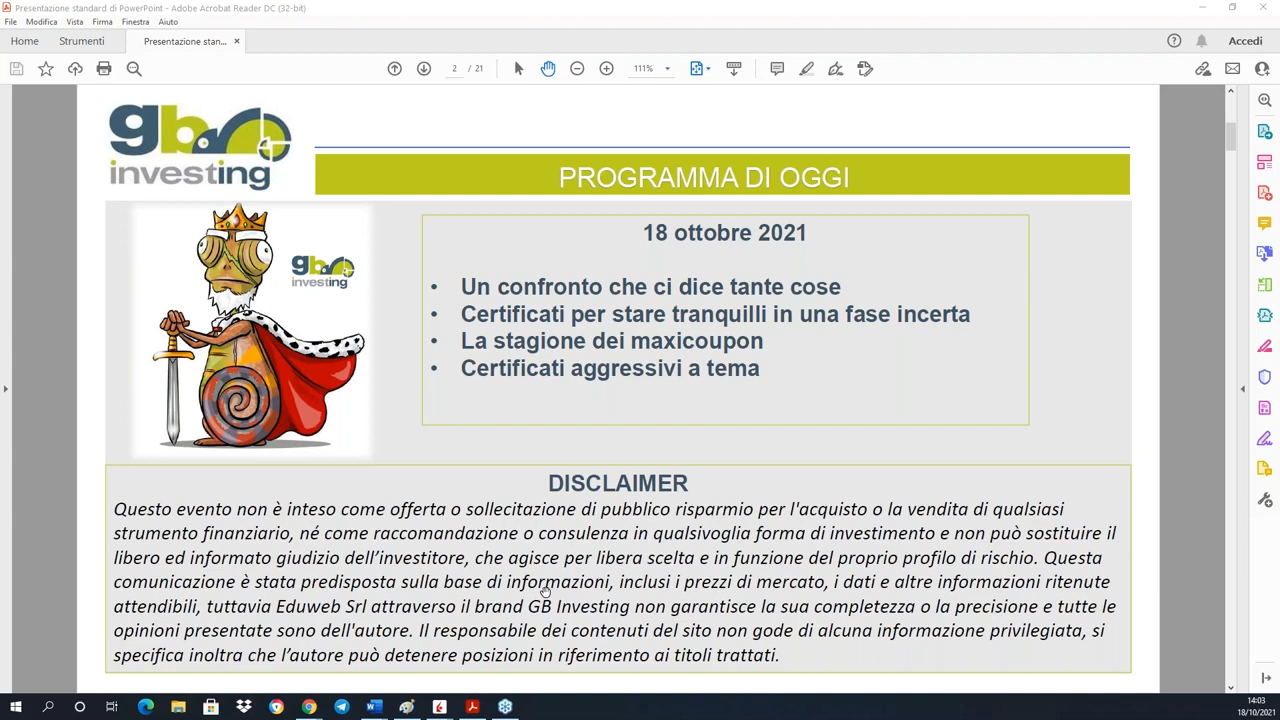 Presentazione standard di PowerPoint - Adobe Acrobat Reader DC (32-bit)
File Modifica Vista Firma Finestra Aiuto
Home Strumenti Presentazione stan... × Accedi
2 / 21 111%
gb
investing
PROGRAMMA DI OGGI
gb
investing
18 ottobre 2021
• Un confronto che ci dice tante cose
• Certificati per stare tranquilli in una fase incerta
• La stagione dei maxicoupon
• Certificati aggressivi a tema
DISCLAIMER
Questo evento non è inteso come offerta o sollecitazione di pubblico risparmio per l'acquisto o la vendita di qualsiasi
strumento finanziario, né come raccomandazione o consulenza in qualsivoglia forma di investimento e non può sostituire il
libero ed informato giudizio dell’investitore, che agisce per libera scelta e in funzione del proprio profilo di rischio. Questa
comunicazione è stata predisposta sulla base di informazioni, inclusi i prezzi di mercato, i dati e altre informazioni ritenute
attendibili, tuttavia Eduweb Srl attraverso il brand GB Investing non garantisce la sua completezza o la precisione e tutte le
opinioni presentate sono dell'autore. Il responsabile dei contenuti del sito non gode di alcuna informazione privilegiata, si
specifica inoltra che l’autore può detenere posizioni in riferimento ai titoli trattati.
14:03
18/10/2021